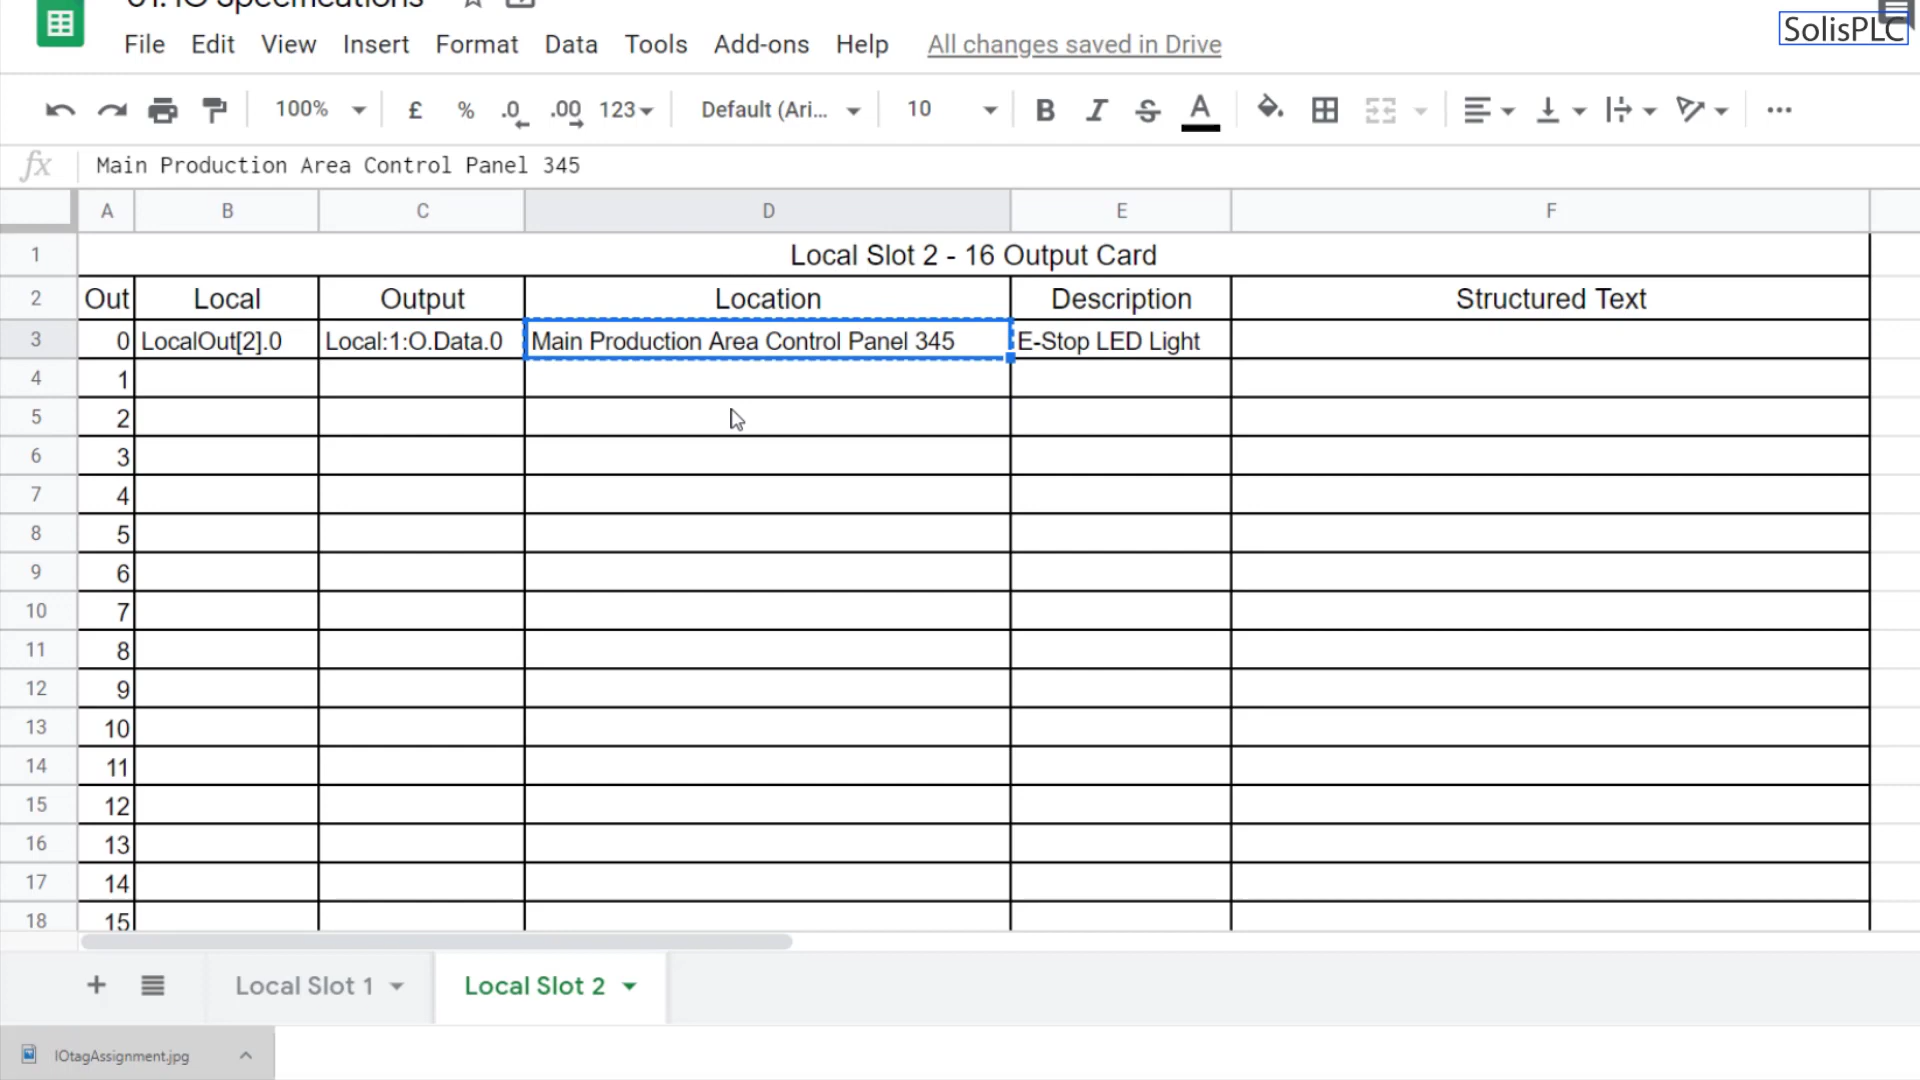 01. IO Specifications
SolisPLC
File Edit View Insert Format Data Tools Add-ons Help All changes saved in Drive
100% £ % .0 .00 123 Default (Ari... 10 B I S A
fx Main Production Area Control Panel 345
A B C D E F
1 Local Slot 2 - 16 Output Card
2 Out Local Output Location Description Structured Text
3 0 LocalOut[2].0 Local:1:O.Data.0 Main Production Area Control Panel 345 E-Stop LED Light
4 1
5 2
6 3
7 4
8 5
9 6
10 7
11 8
12 9
13 10
14 11
15 12
16 13
17 14
18 15
Local Slot 1 Local Slot 2
IOtagAssignment.jpg